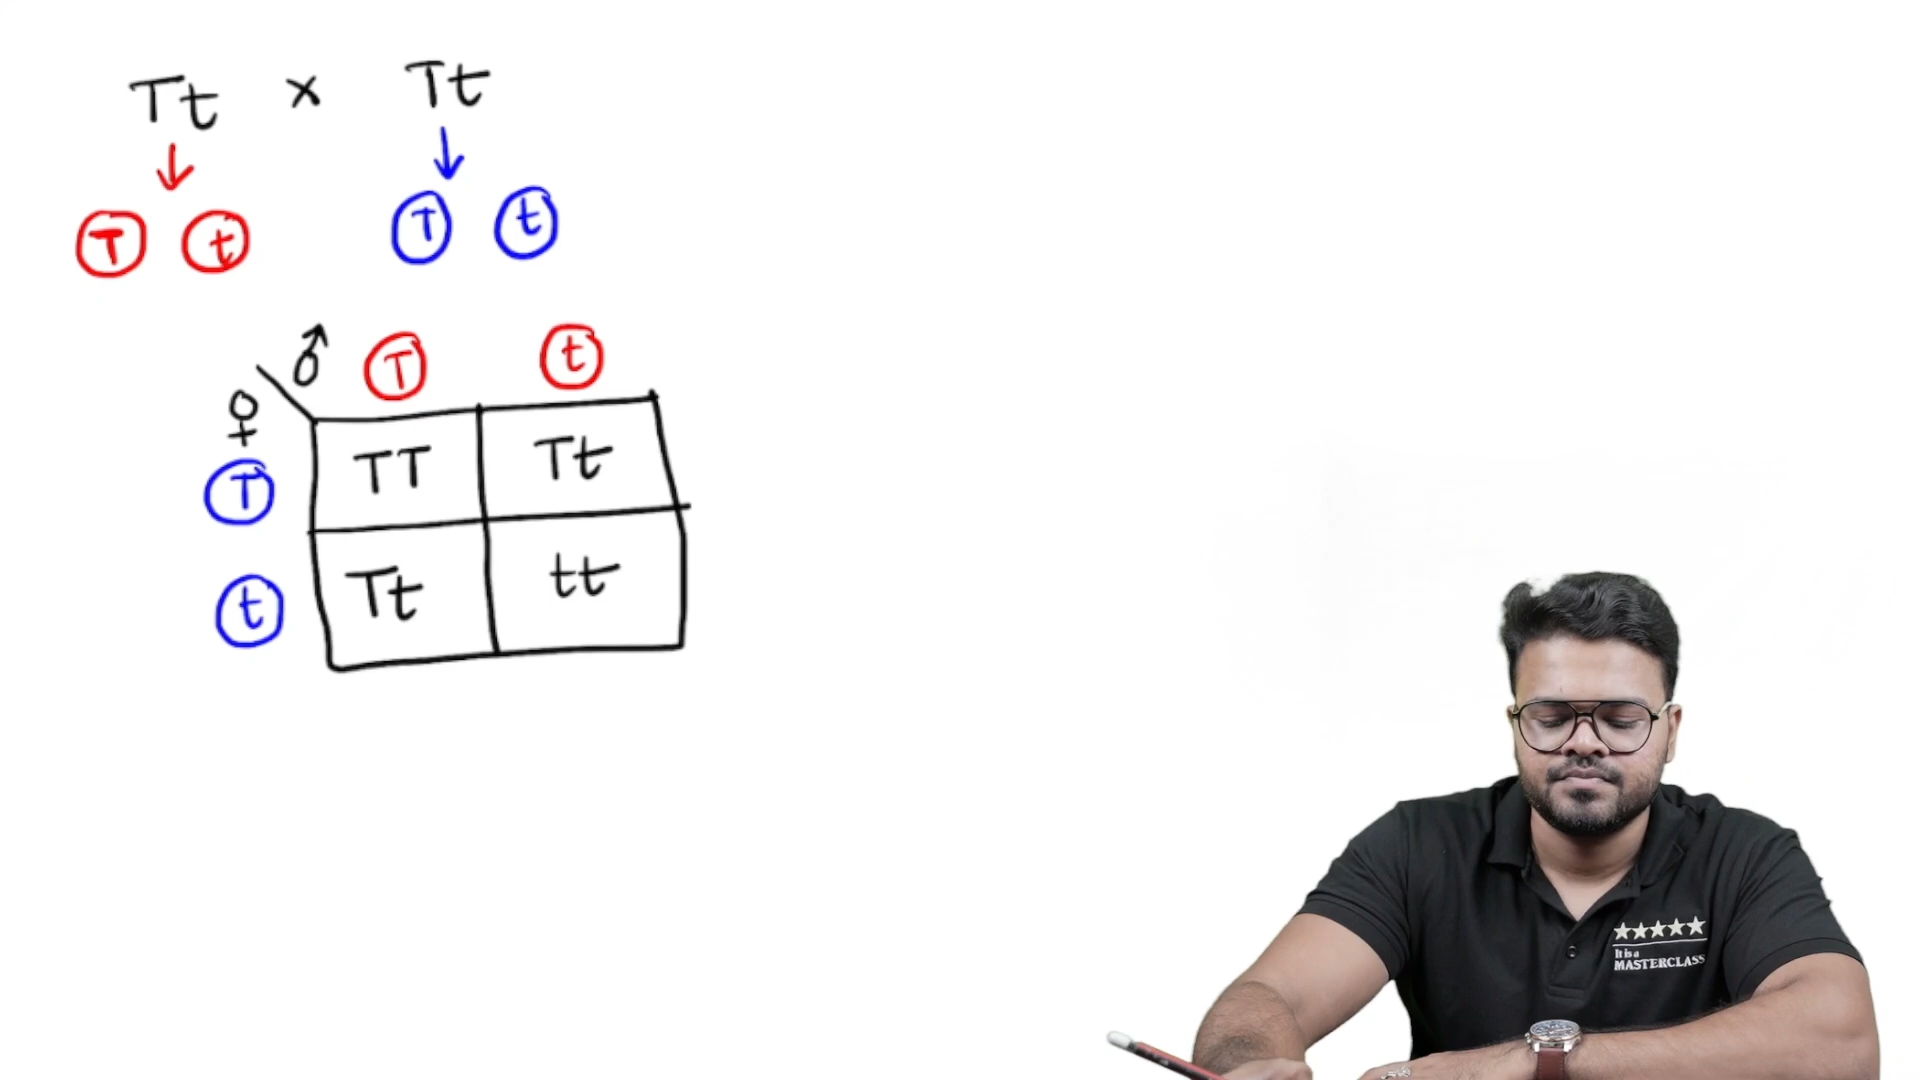 Tt × Tt
↓ ↓
T t T t
♂ T t
♀
T TT Tt
t Tt tt
★★★★★
It is a
MASTERCLASS